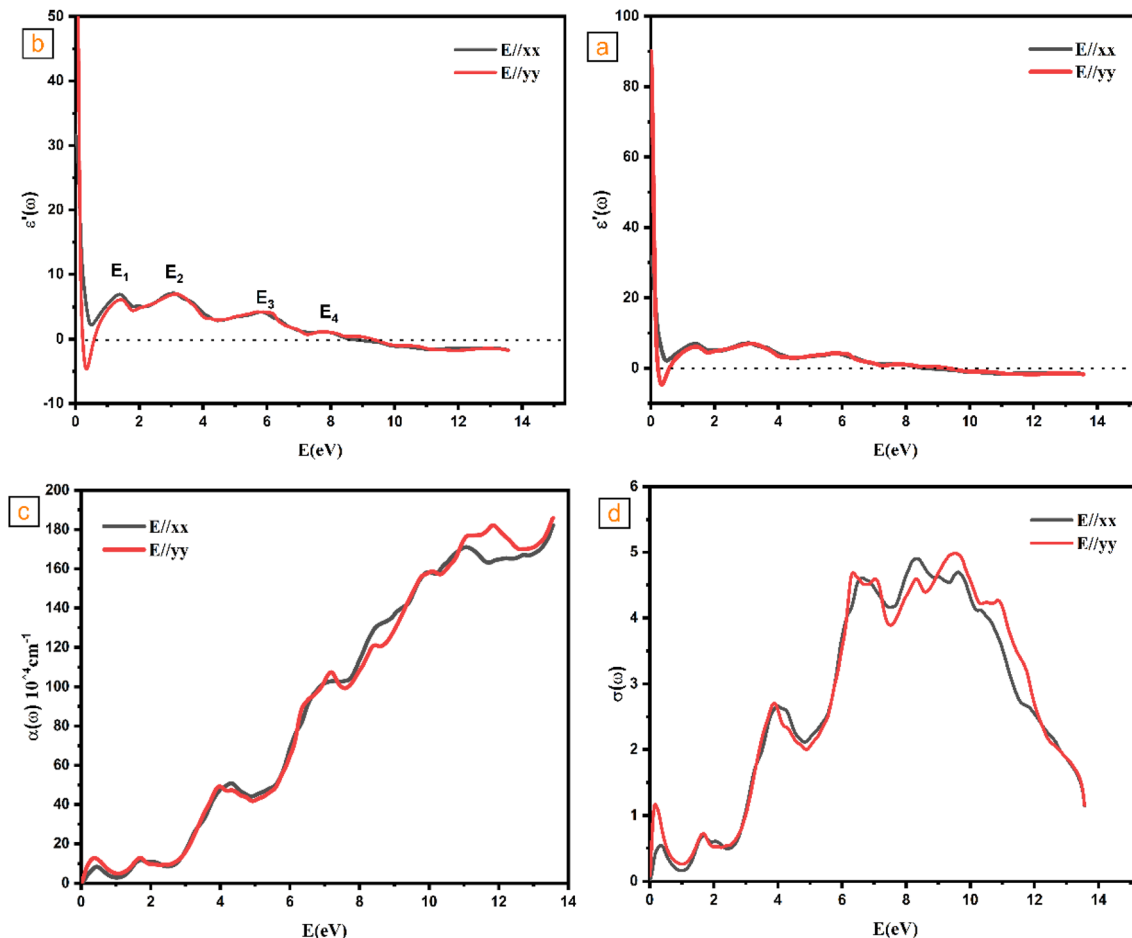 b
50
40
30
20
10
0
-10
ε'(ω)
E//xx
E//yy
E₁
E₂
E₃
E₄
0 2 4 6 8 10 12 14
E(eV)
a
100
80
60
40
20
0
ε'(ω)
E//xx
E//yy
0 2 4 6 8 10 12 14
E(eV)
c
200
180
160
140
120
100
80
60
40
20
10
0
α(ω) 10^4cm⁻¹
E//xx
E//yy
0 2 4 6 8 10 12 14
E(eV)
d
6
5
4
3
2
1
0
σ(ω)
E//xx
E//yy
0 2 4 6 8 10 12 14
E(eV)